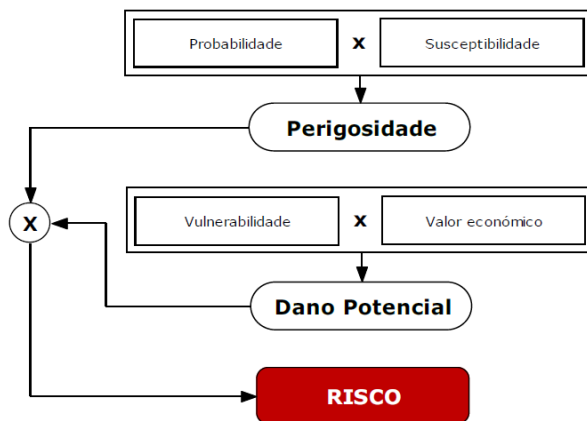 Probabilidade x Susceptibilidade
Perigosidade
X
Vulnerabilidade x Valor económico
Dano Potencial
RISCO